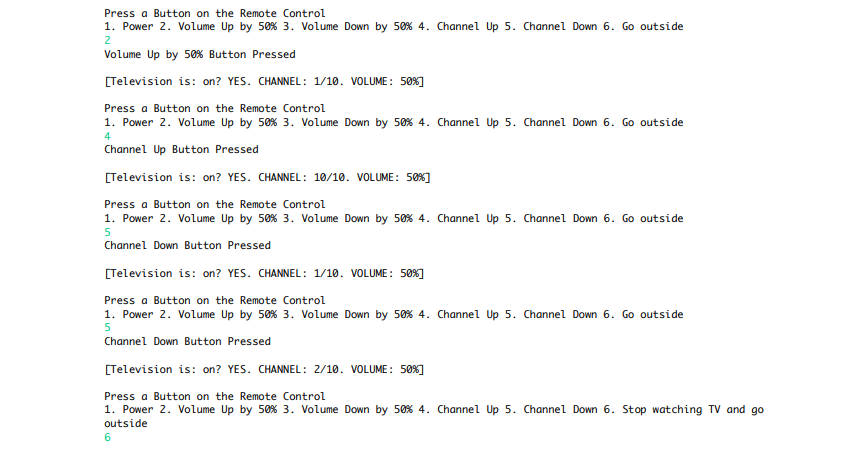 Press a Button on the Remote Control
1. Power 2. Volume Up by 50% 3. Volume Down by 50% 4. Channel Up 5. Channel Down 6. Go outside
2
Volume Up by 50% Button Pressed
[Television is: on? YES. CHANNEL: 1/10. VOLUME: 50%]
Press a Button on the Remote Control
1. Power 2. Volume Up by 50% 3. Volume Down by 50% 4. Channel Up 5. Channel Down 6. Go outside
4
Channel Up Button Pressed
[Television is: on? YES. CHANNEL: 10/10. VOLUME: 50%]
Press a Button on the Remote Control
1. Power 2. Volume Up by 50% 3. Volume Down by 50% 4. Channel Up 5. Channel Down 6. Go outside
5
Channel Down Button Pressed
[Television is: on? YES. CHANNEL: 1/10. VOLUME: 50%]
Press a Button on the Remote Control
1. Power 2. Volume Up by 50% 3. Volume Down by 50% 4. Channel Up 5. Channel Down 6. Go outside
5
Channel Down Button Pressed
[Television is: on? YES. CHANNEL: 2/10. VOLUME: 50%]
Press a Button on the Remote Control
1. Power 2. Volume Up by 50% 3. Volume Down by 50% 4. Channel Up 5. Channel Down 6. Stop watching TV and go
outside
6